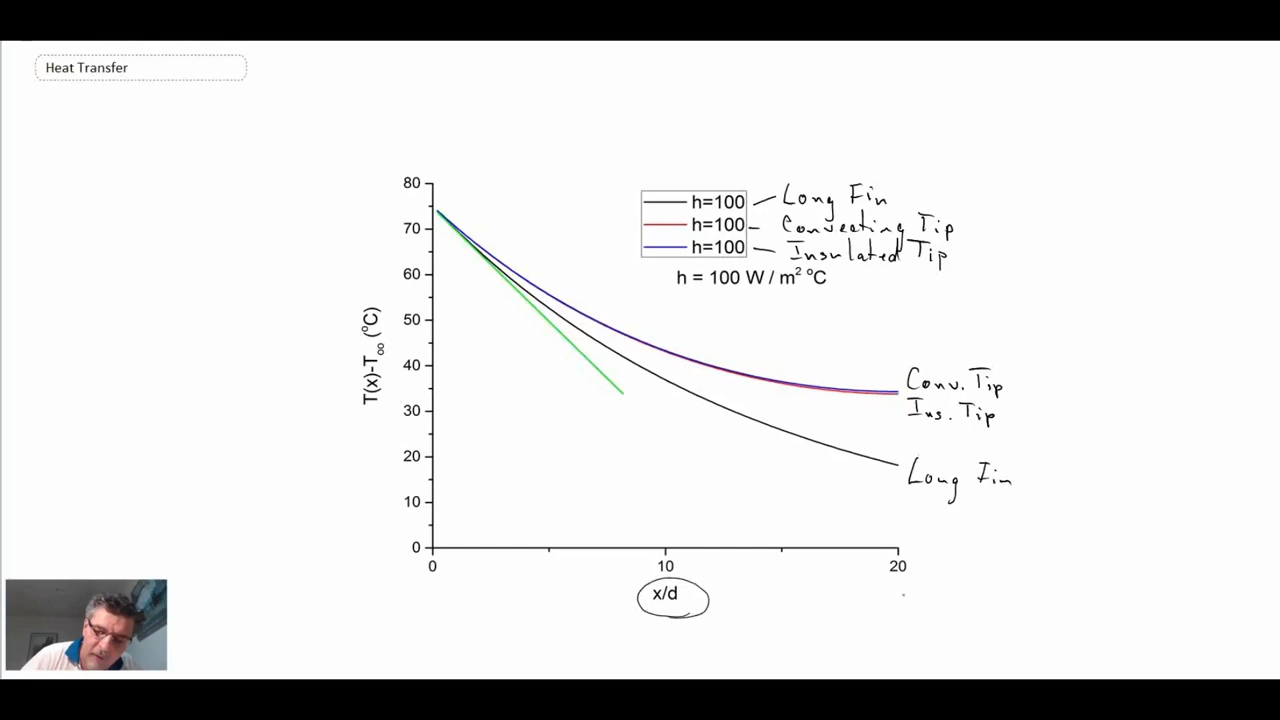 Heat Transfer
80
70
60
50
40
30
20
10
0
T(x)-T∞ (°C)
h=100 Long Fin
h=100 Convecting Tip
h=100 Insulated Tip
h = 100 W / m² °C
Conv. Tip
Ins. Tip
Long Fin
0 10 20
x/d